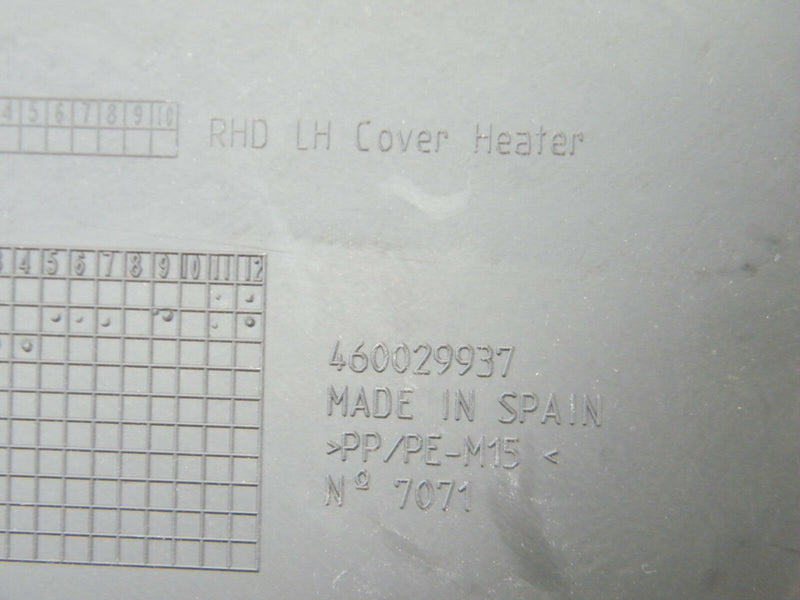 4 5 6 7 8 9 10
RHD LH Cover Heater
3 4 5 6 7 8 9 10 11 12
460029937
MADE IN SPAIN
>PP/PE-M15 <
Nº 7071